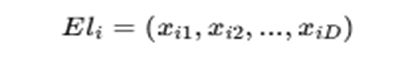 El_i = (x_{i1}, x_{i2}, ..., x_{iD})